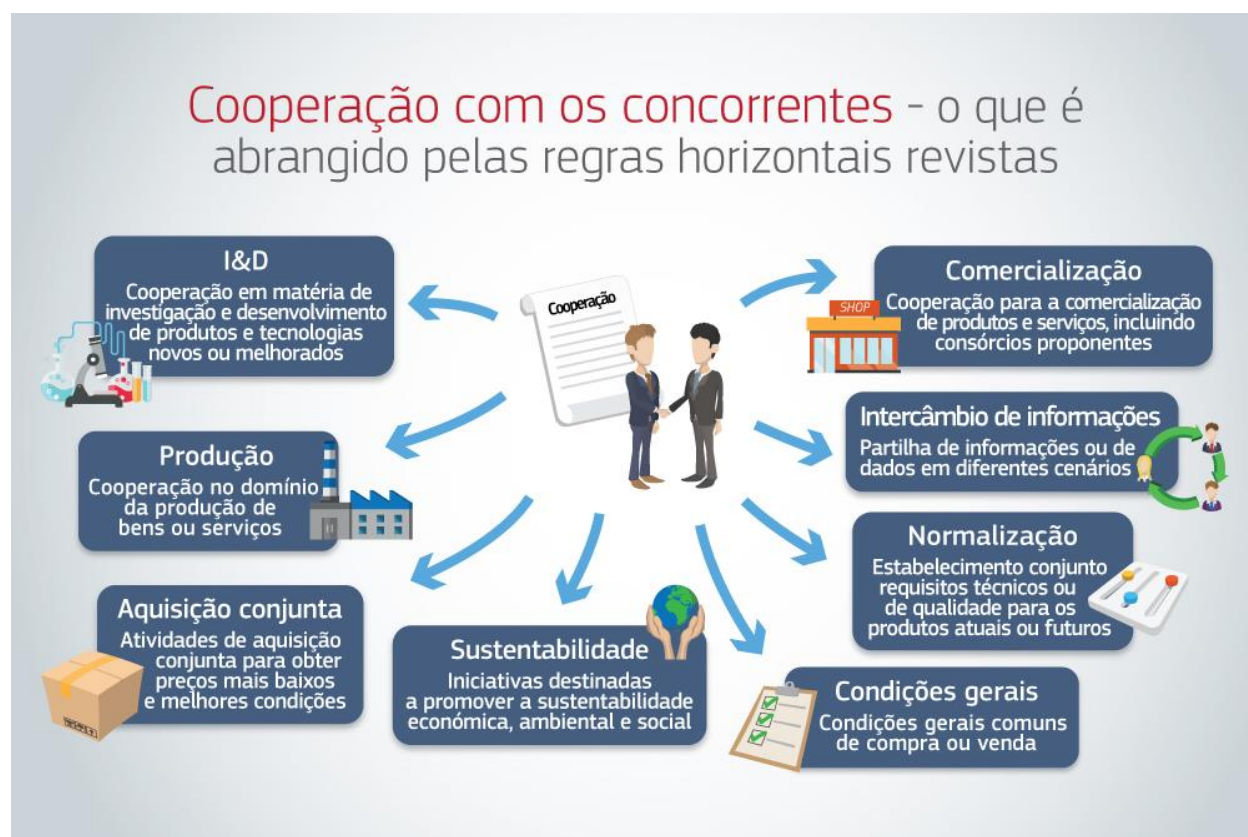 Cooperação com os concorrentes - o que é
abrangido pelas regras horizontais revistas
I&D
Cooperação em matéria de
investigação e desenvolvimento
de produtos e tecnologias
novos ou melhorados
Produção
Cooperação no domínio
da produção de
bens ou serviços
Aquisição conjunta
Atividades de aquisição
conjunta para obter
preços mais baixos
e melhores condições
Cooperação
Sustentabilidade
Iniciativas destinadas
a promover a sustentabilidade
económica, ambiental e social
Comercialização
SHOP
Cooperação para a comercialização
de produtos e serviços, incluindo
consórcios proponentes
Intercâmbio de informações
Partilha de informações ou de
dados em diferentes cenários
Normalização
Estabelecimento conjunto
requisitos técnicos ou
de qualidade para os
produtos atuais ou futuros
Condições gerais
Condições gerais comuns
de compra ou venda